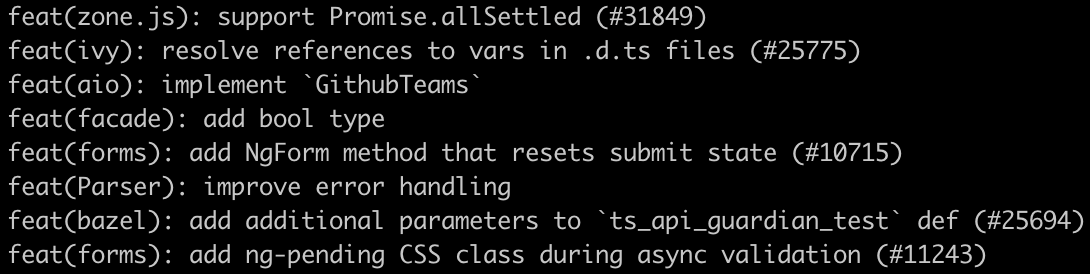 feat(zone.js): support Promise.allSettled (#31849)
feat(ivy): resolve references to vars in .d.ts files (#25775)
feat(aio): implement `GithubTeams`
feat(facade): add bool type
feat(forms): add NgForm method that resets submit state (#10715)
feat(Parser): improve error handling
feat(bazel): add additional parameters to `ts_api_guardian_test` def (#25694)
feat(forms): add ng-pending CSS class during async validation (#11243)